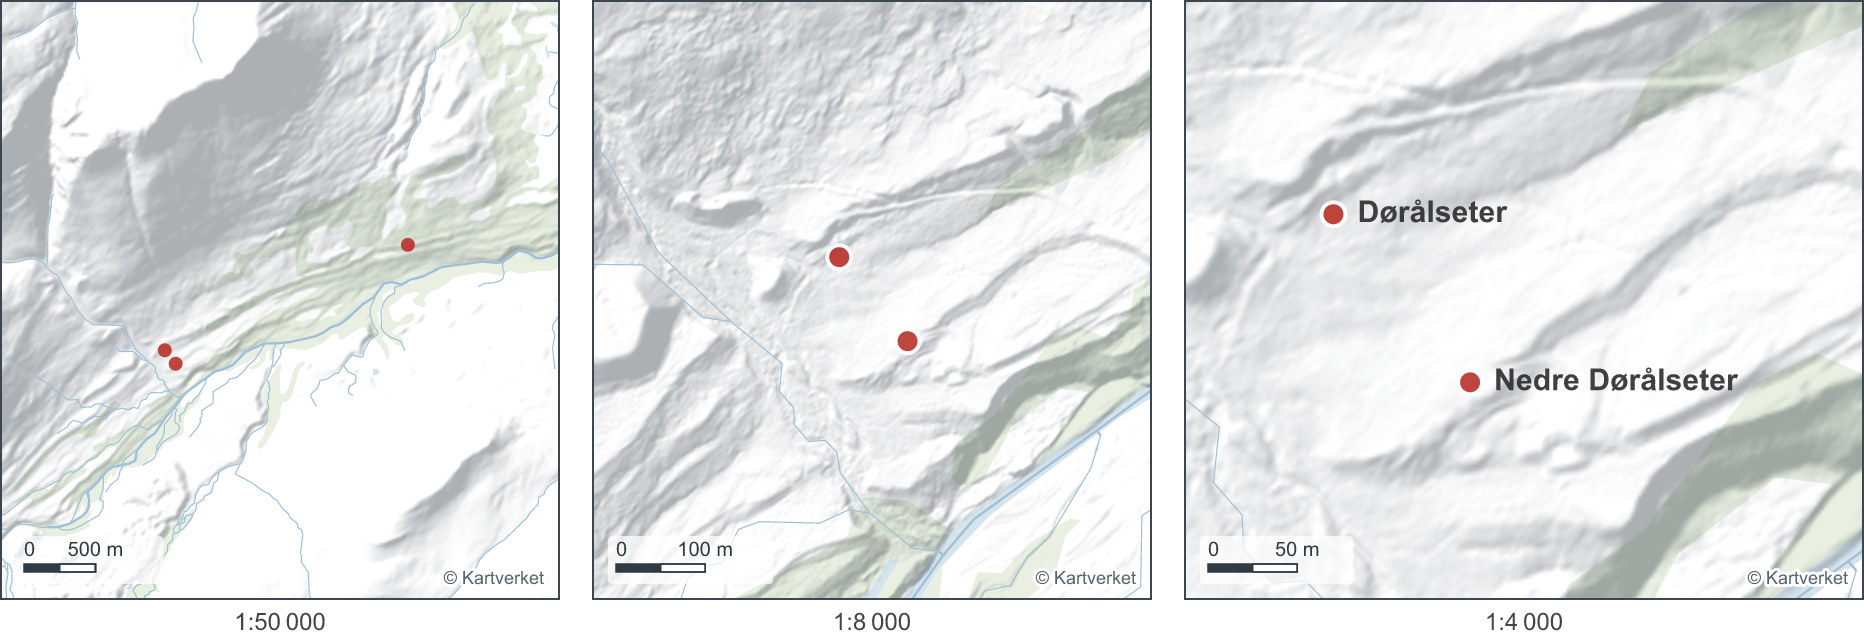 Dørålseter
Nedre Dørålseter
0 500 m
© Kartverket
0 100 m
© Kartverket
0 50 m
© Kartverket
1:50 000
1:8 000
1:4 000